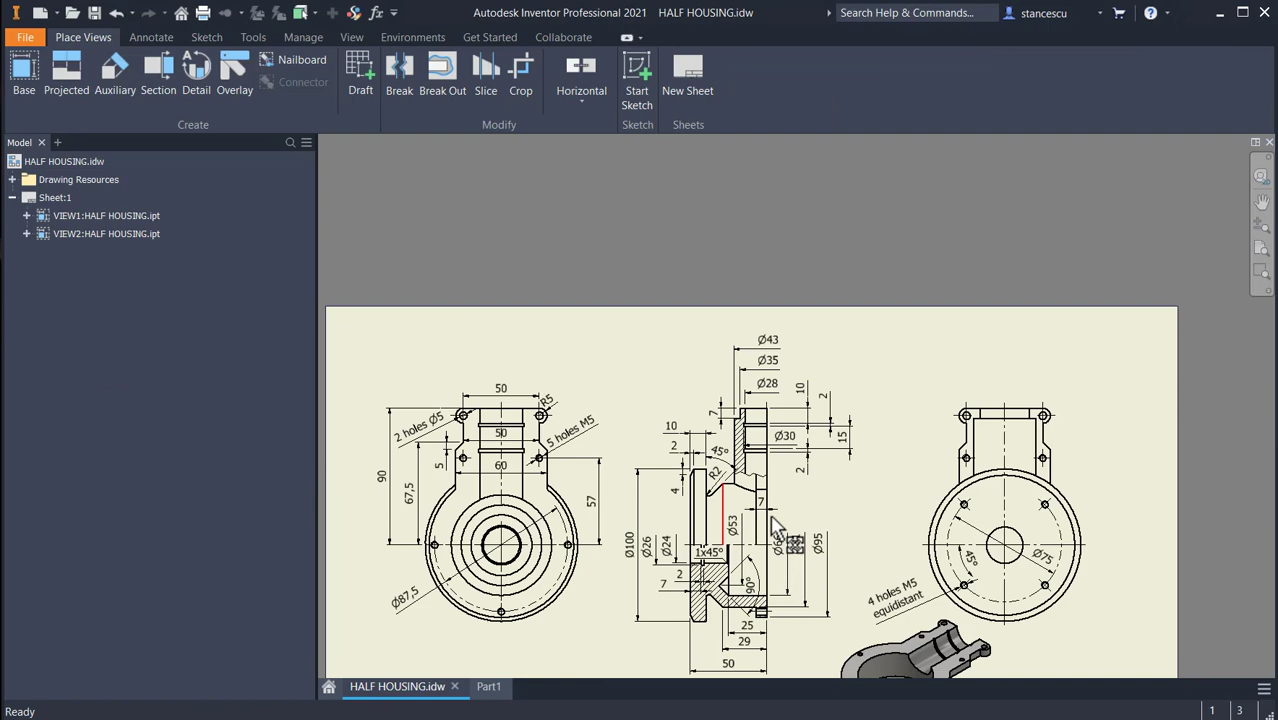 Autodesk Inventor Professional 2021 HALF HOUSING.idw
Search Help & Commands...
stancescu
File Place Views Annotate Sketch Tools Manage View Environments Get Started Collaborate
Base Projected Auxiliary Section Detail Overlay
Nailboard
Connector
Draft
Break Break Out Slice Crop
Horizontal
Start
Sketch
New Sheet
Create Modify Sketch Sheets
Model
HALF HOUSING.idw
Drawing Resources
Sheet:1
VIEW1:HALF HOUSING.ipt
VIEW2:HALF HOUSING.ipt
50
R5
2 holes Ø5
50
5 holes M5
60
5
90
67,5
57
Ø87,5
Ø43
Ø35
Ø28
10
2
7
10
Ø30
15
2
45°
2
R2
4
7
Ø53
Ø100
Ø26
Ø24
Ø95
1x45°
2
7
90°
25
29
50
45°
Ø75
4 holes M5
equidistant
HALF HOUSING.idw Part1
Ready
1 3